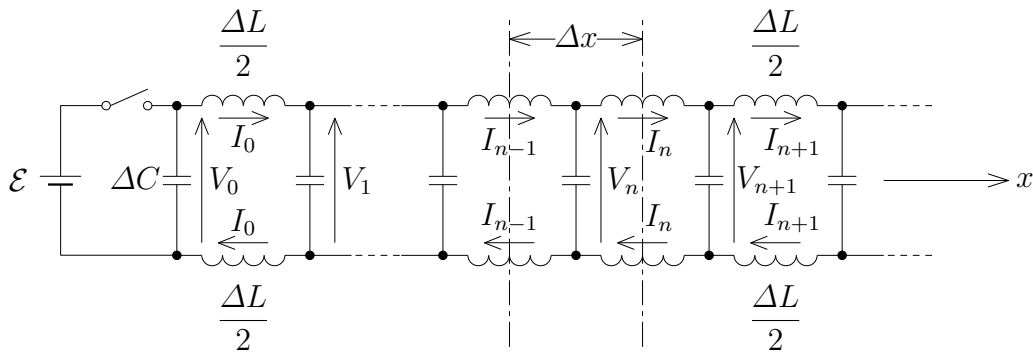 ΔL/2
Δx
ΔL/2
I_0
I_{n−1}
I_n
I_{n+1}
ℰ
ΔC
V_0
V_1
V_n
V_{n+1}
x
I_0
I_{n−1}
I_n
I_{n+1}
ΔL/2
ΔL/2